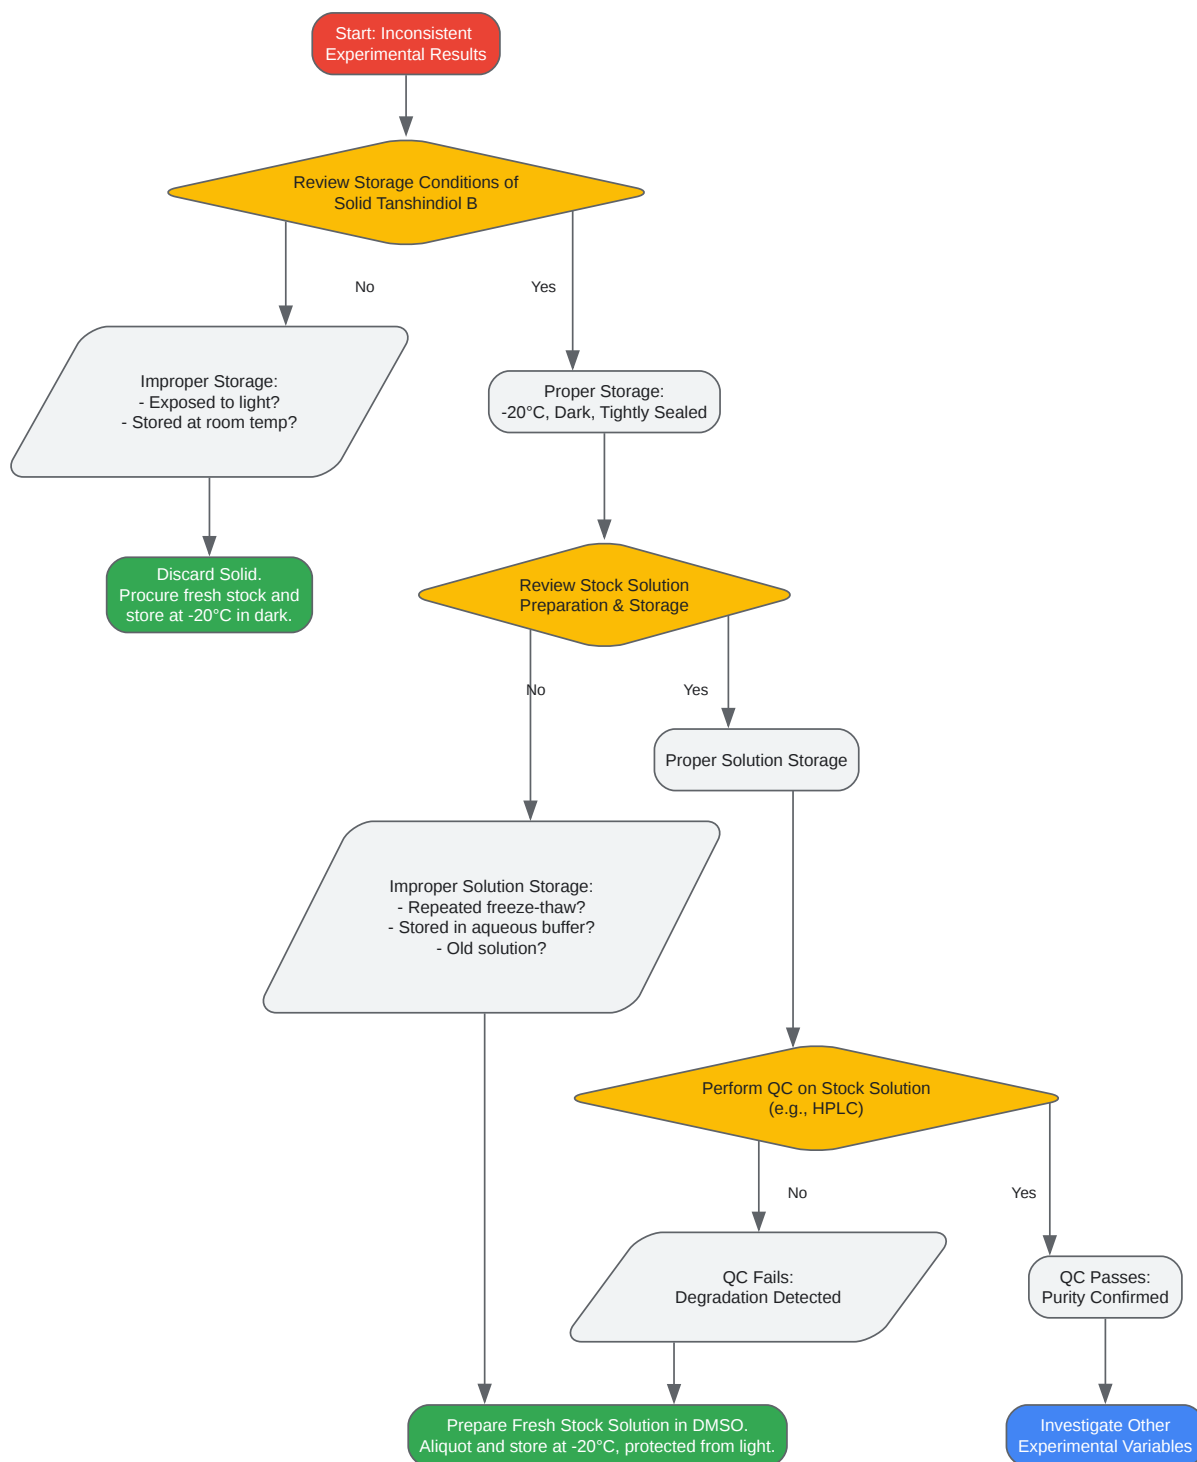 Start: Inconsistent
Experimental Results
Review Storage Conditions of
Solid Tanshindiol B
No
Yes
Improper Storage:
- Exposed to light?
- Stored at room temp?
Proper Storage:
-20°C, Dark, Tightly Sealed
Discard Solid.
Procure fresh stock and
store at -20°C in dark.
Review Stock Solution
Preparation & Storage
No
Yes
Proper Solution Storage
Improper Solution Storage:
- Repeated freeze-thaw?
- Stored in aqueous buffer?
- Old solution?
Perform QC on Stock Solution
(e.g., HPLC)
No
Yes
QC Fails:
Degradation Detected
QC Passes:
Purity Confirmed
Prepare Fresh Stock Solution in DMSO.
Aliquot and store at -20°C, protected from light.
Investigate Other
Experimental Variables